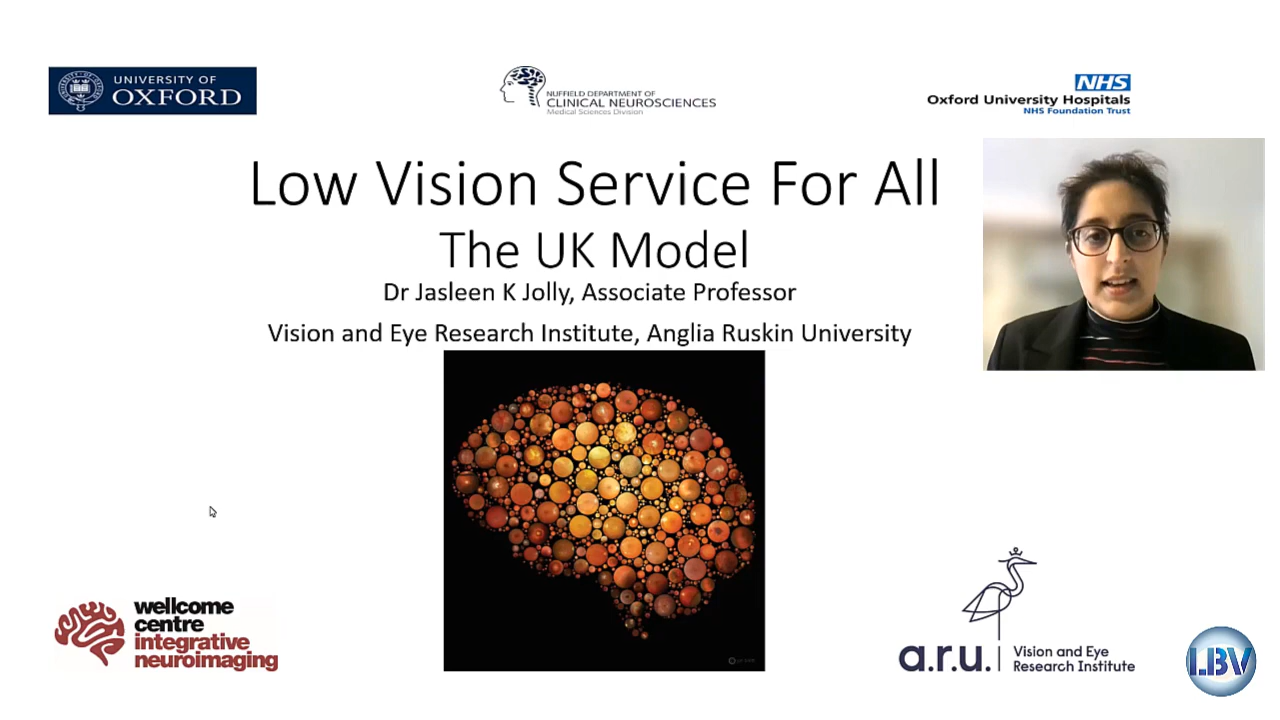 UNIVERSITY OF
OXFORD
NUFFIELD DEPARTMENT OF
CLINICAL NEUROSCIENCES
Medical Sciences Division
NHS
Oxford University Hospitals
NHS Foundation Trust
Low Vision Service For All
The UK Model
Dr Jasleen K Jolly, Associate Professor
Vision and Eye Research Institute, Anglia Ruskin University
wellcome
centre
integrative
neuroimaging
a.r.u.
Vision and Eye
Research Institute
LBV